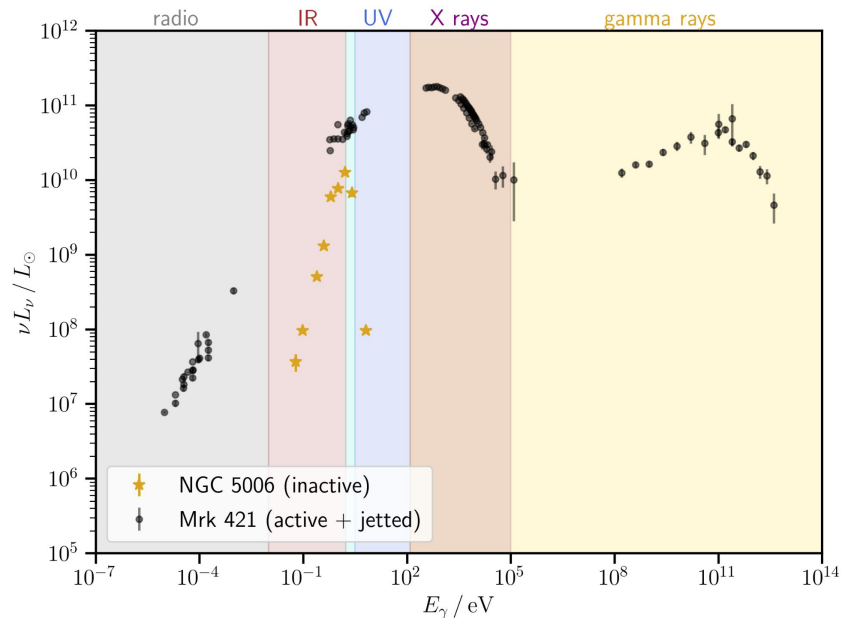 radio IR UV X rays gamma rays
10^12
10^11
10^10
10^9
10^8
10^7
10^6
10^5
νL_ν / L_⊙
NGC 5006 (inactive)
Mrk 421 (active + jetted)
10^−7 10^−4 10^−1 10^2 10^5 10^8 10^11 10^14
E_γ / eV